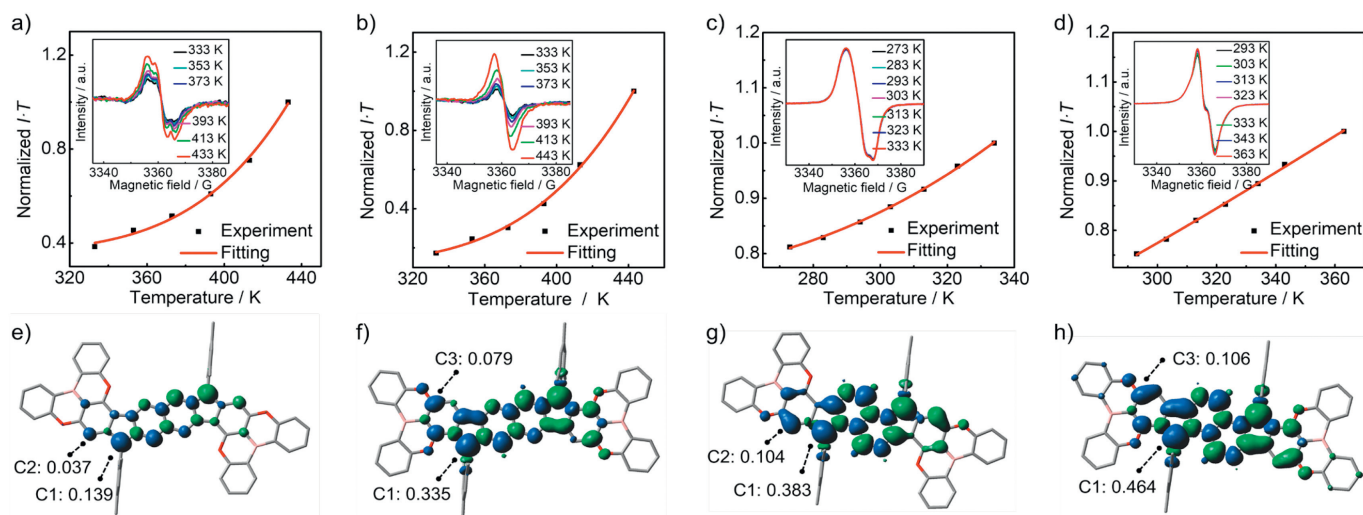 a)
1.2
0.8
0.4
Normalized I·T
320
360
400
440
Temperature / K
Intensity / a.u.
3340
3360
3380
Magnetic field / G
333 K
353 K
373 K
393 K
413 K
433 K
Experiment
Fitting
b)
1.2
0.8
0.4
Normalized I·T
320
360
400
440
Temperature / K
Intensity / a.u.
3340
3360
3380
Magnetic field / G
333 K
353 K
373 K
393 K
413 K
443 K
Experiment
Fitting
c)
1.2
1.1
1.0
0.9
0.8
Normalized I·T
280
300
320
340
Temperature / K
Intensity / a.u.
3340
3360
3380
Magnetic field / G
273 K
283 K
293 K
303 K
313 K
323 K
333 K
Experiment
Fitting
d)
1.2
1.1
1.0
0.9
0.8
Normalized I·T
300
320
340
360
Temperature / K
Intensity / a.u.
3340
3360
3380
Magnetic field / G
293 K
303 K
313 K
323 K
333 K
343 K
363 K
Experiment
Fitting
e)
C2: 0.037
C1: 0.139
f)
C3: 0.079
C1: 0.335
g)
C2: 0.104
C1: 0.383
h)
C3: 0.106
C1: 0.464